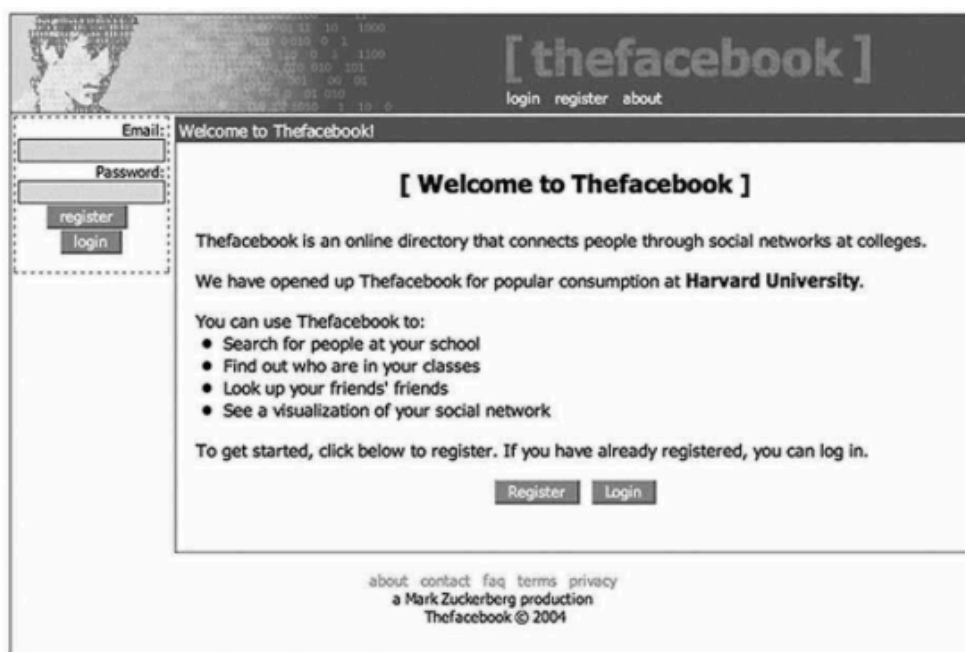 [ thefacebook ]
login register about
Email:
Password:
register
login
Welcome to Thefacebook!
[ Welcome to Thefacebook ]
Thefacebook is an online directory that connects people through social networks at colleges.
We have opened up Thefacebook for popular consumption at Harvard University.
You can use Thefacebook to:
• Search for people at your school
• Find out who are in your classes
• Look up your friends' friends
• See a visualization of your social network
To get started, click below to register. If you have already registered, you can log in.
Register Login
about contact faq terms privacy
a Mark Zuckerberg production
Thefacebook © 2004